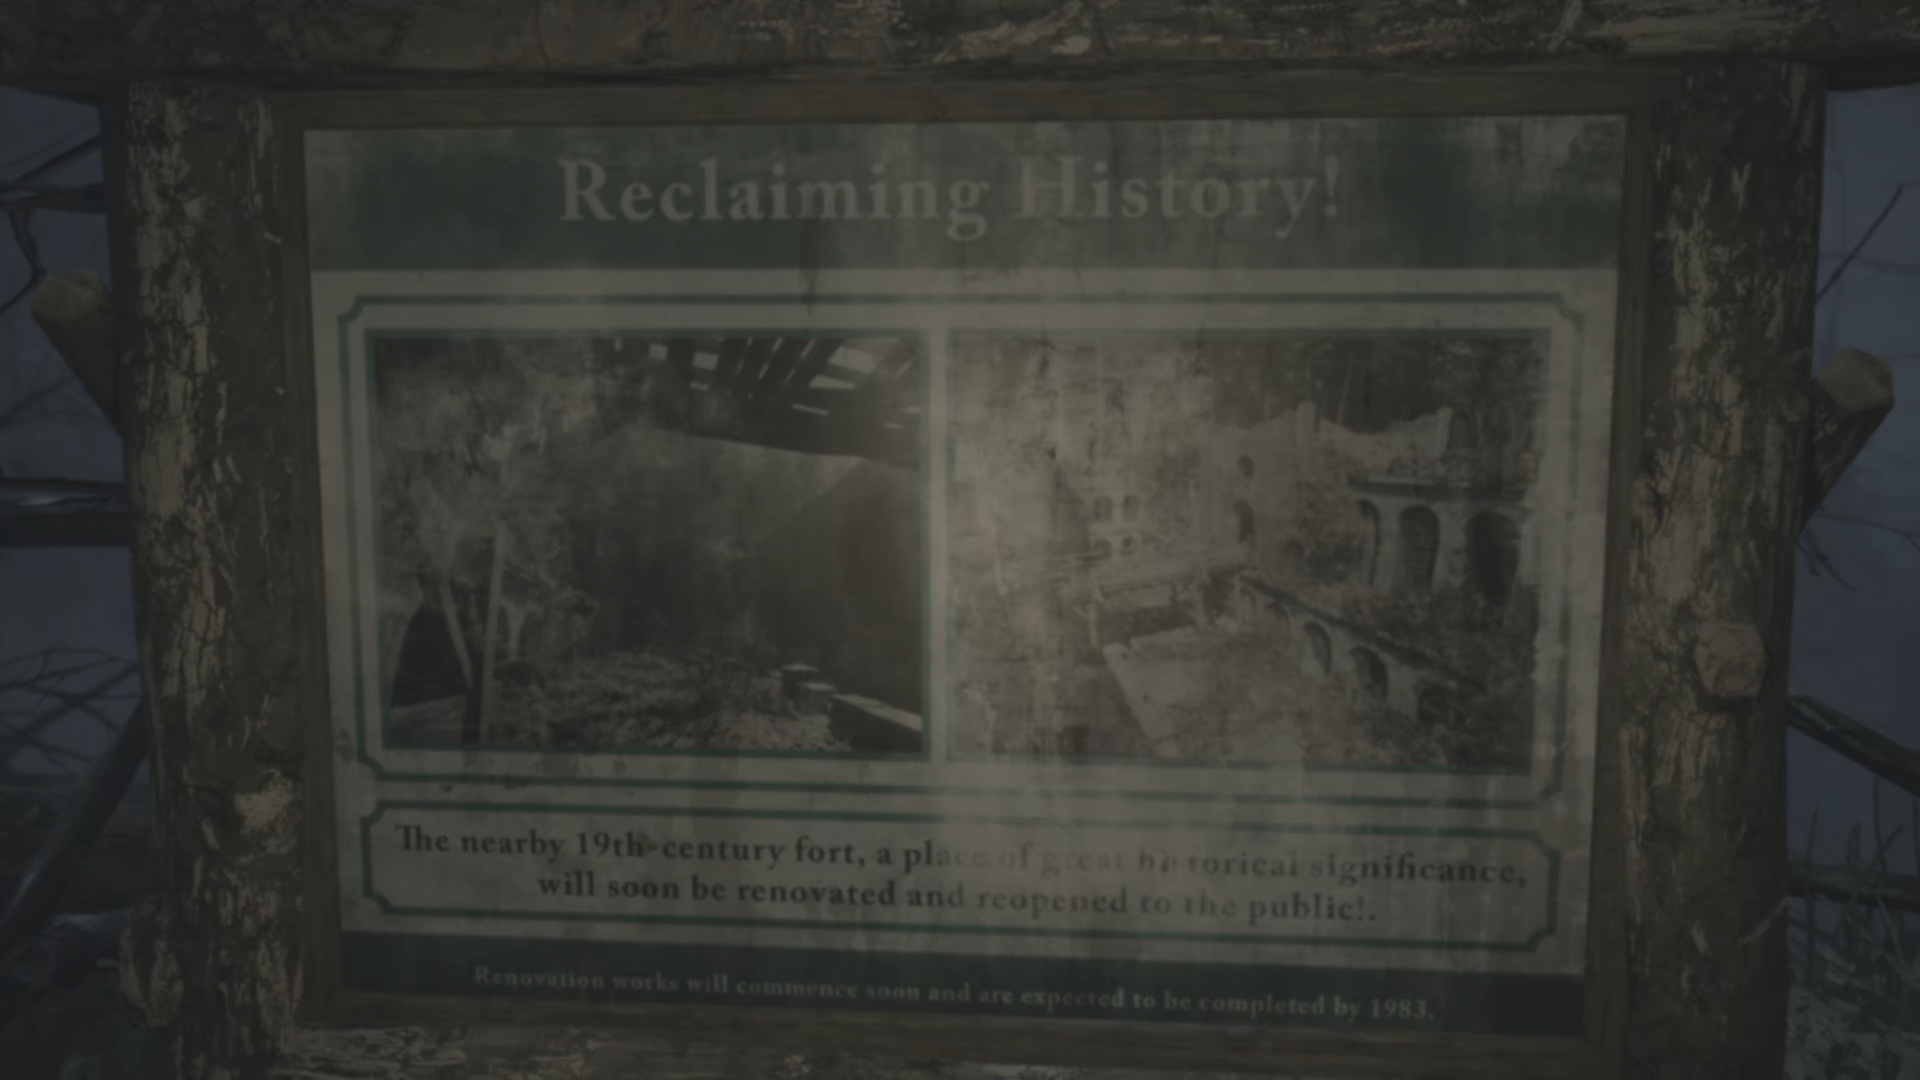 Reclaiming History!
The nearby 19th-century fort, a place of great historical significance,
will soon be renovated and reopened to the public!.
Renovation works will commence soon and are expected to be completed by 1983.